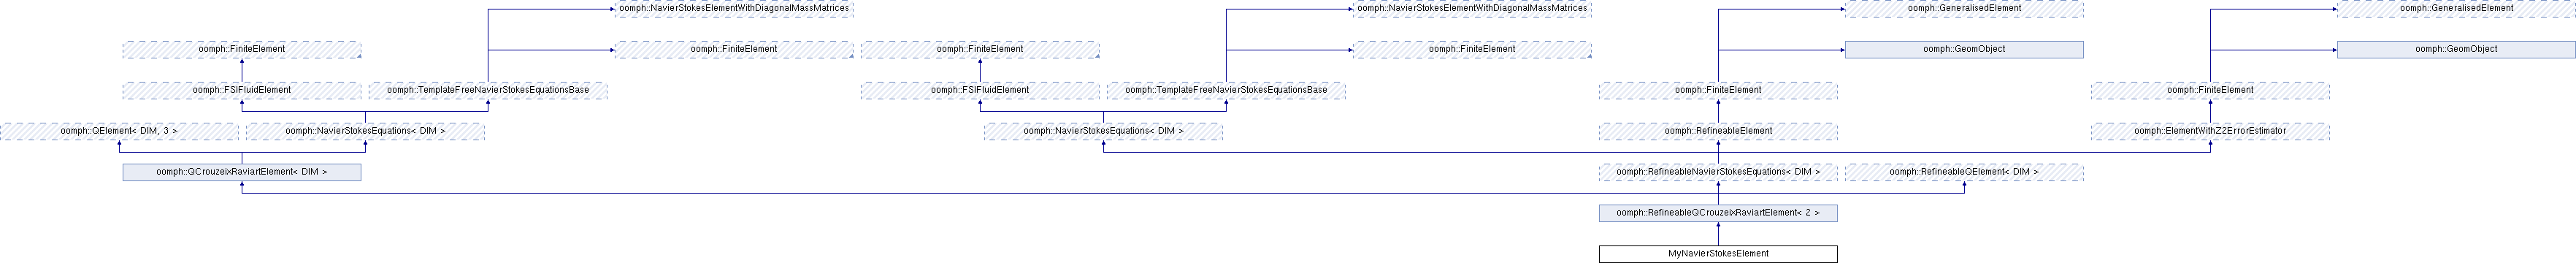 oomph::NavierStokesElementWithDiagonalMassMatrices
oomph::NavierStokesElementWithDiagonalMassMatrices
oomph::GeneralisedElement
oomph::GeneralisedElement
oomph::FiniteElement
oomph::FiniteElement
oomph::FiniteElement
oomph::FiniteElement
oomph::GeomObject
oomph::GeomObject
oomph::FSIFluidElement
oomph::TemplateFreeNavierStokesEquationsBase
oomph::FSIFluidElement
oomph::TemplateFreeNavierStokesEquationsBase
oomph::FiniteElement
oomph::FiniteElement
oomph::QElement< DIM, 3 >
oomph::NavierStokesEquations< DIM >
oomph::NavierStokesEquations< DIM >
oomph::RefineableElement
oomph::ElementWithZ2ErrorEstimator
oomph::QCrouzeixRaviartElement< DIM >
oomph::RefineableNavierStokesEquations< DIM >
oomph::RefineableQElement< DIM >
oomph::RefineableQCrouzeixRaviartElement< 2 >
MyNavierStokesElement